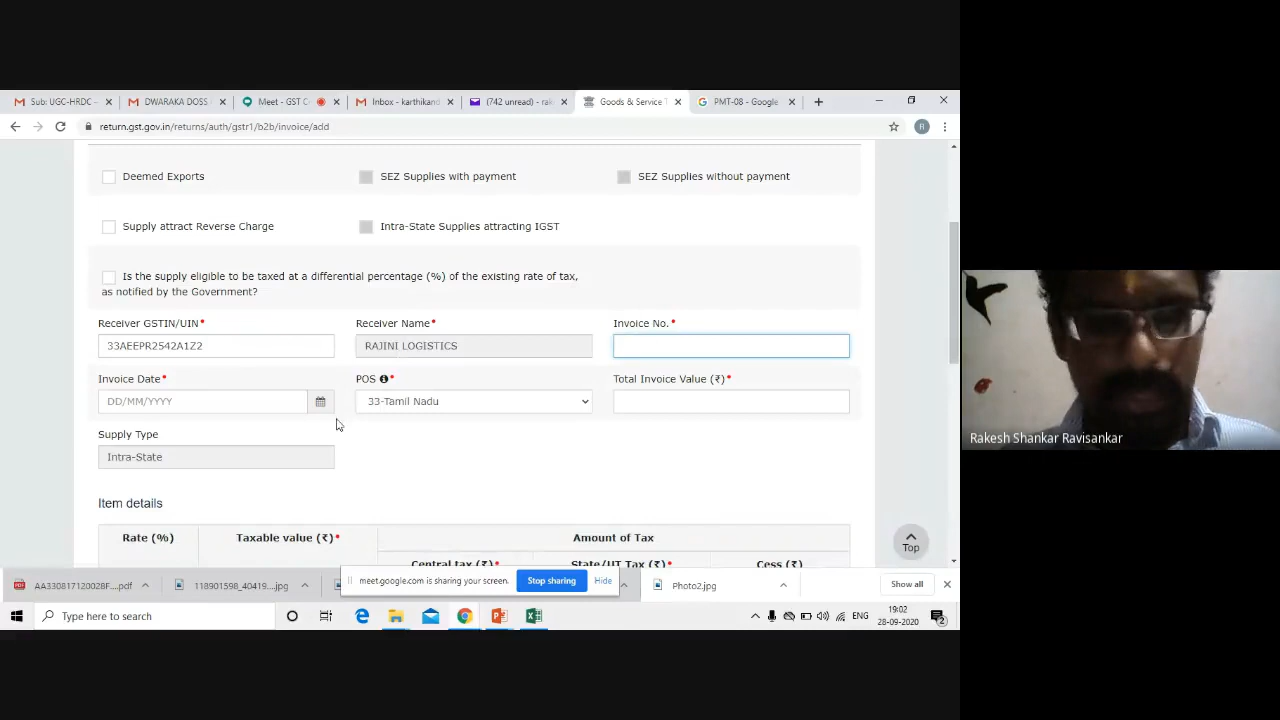 Sub: UGC-HRDC -
DWARAKA DOSS
Meet - GST C
Inbox - karthikand
(742 unread) - rak
Goods & Service T
PMT-08 - Google
return.gst.gov.in/returns/auth/gstr1/b2b/invoice/add
Deemed Exports
SEZ Supplies with payment
SEZ Supplies without payment
Supply attract Reverse Charge
Intra-State Supplies attracting IGST
Is the supply eligible to be taxed at a differential percentage (%) of the existing rate of tax,
as notified by the Government?
Receiver GSTIN/UIN•
Receiver Name•
Invoice No.•
33AEEPR2542A1Z2
RAJINI LOGISTICS
Invoice Date•
POS •
Total Invoice Value (₹)•
DD/MM/YYYY
33-Tamil Nadu
Supply Type
Intra-State
Item details
Rate (%)
Taxable value (₹)•
Amount of Tax
Central tax (₹)•
State/UT Tax (₹)•
Cess (₹)
Top
AA330817120028F....pdf
118901598_40419...jpg
meet.google.com is sharing your screen.
Stop sharing
Hide
Photo2.jpg
Show all
Type here to search
ENG
19:02
28-09-2020
2
Rakesh Shankar Ravisankar